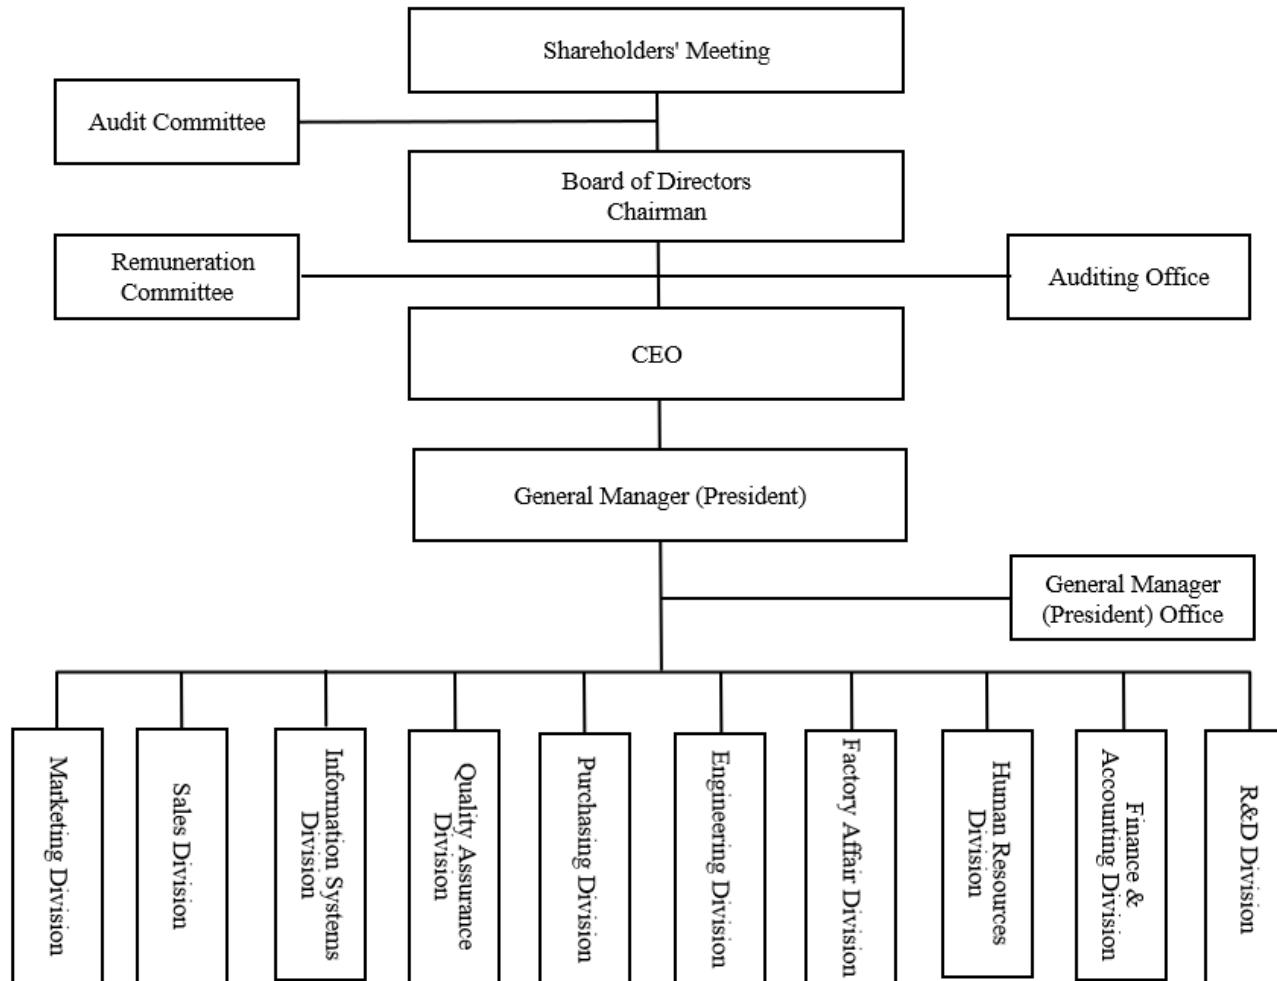 Shareholders' Meeting
Audit Committee
Board of Directors
Chairman
Remuneration
Committee
Auditing Office
CEO
General Manager (President)
General Manager
(President) Office
Marketing Division
Sales Division
Information Systems
Division
Quality Assurance
Division
Purchasing Division
Engineering Division
Factory Affair Division
Human Resources
Division
Finance &
Accounting Division
R&D Division